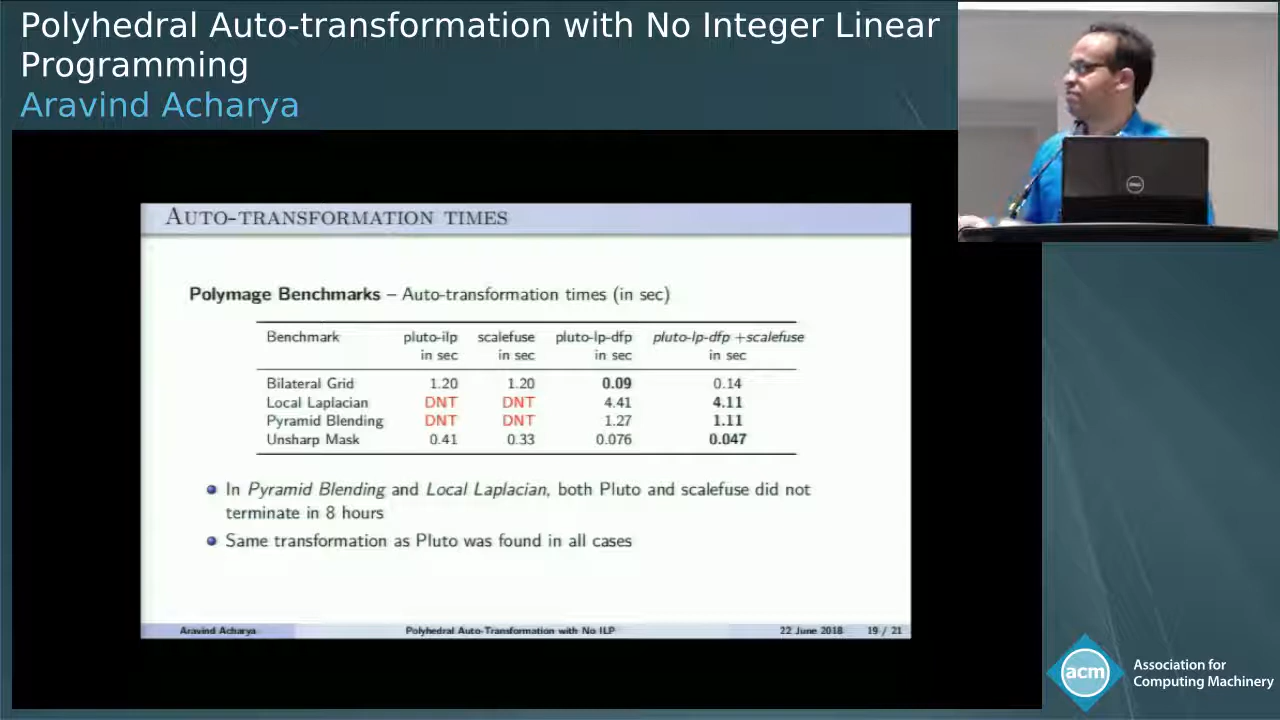 Polyhedral Auto-transformation with No Integer Linear
Programming
Aravind Acharya
AUTO-TRANSFORMATION TIMES
Polymage Benchmarks – Auto-transformation times (in sec)
Benchmark pluto-ilp scalefuse pluto-lp-dfp pluto-lp-dfp +scalefuse
in sec in sec in sec in sec
Bilateral Grid 1.20 1.20 0.09 0.14
Local Laplacian DNT DNT 4.41 4.11
Pyramid Blending DNT DNT 1.27 1.11
Unsharp Mask 0.41 0.33 0.076 0.047
In Pyramid Blending and Local Laplacian, both Pluto and scalefuse did not
terminate in 8 hours
Same transformation as Pluto was found in all cases
Aravind Acharya Polyhedral Auto-Transformation with No ILP 22 June 2018 19 / 21
DELL
acm
Association for
Computing Machinery